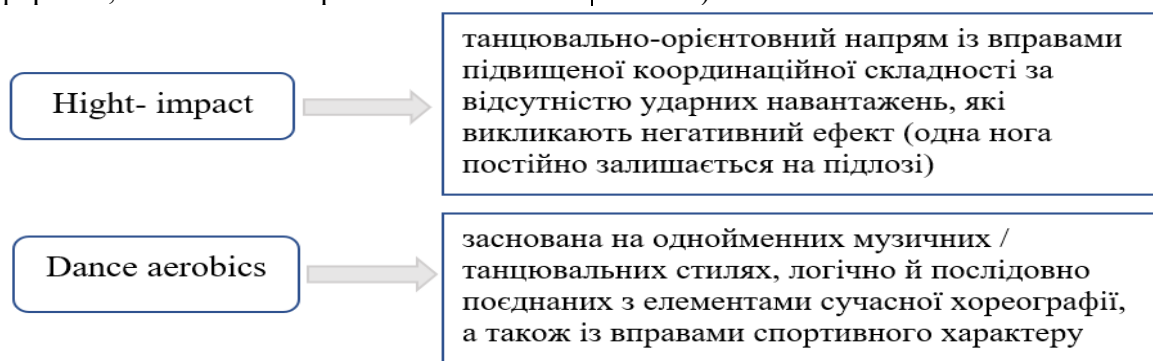 Hight- impact
танцювально-орієнтовний напрям із вправами
підвищеної координаційної складності за
відсутністю ударних навантажень, які
викликають негативний ефект (одна нога
постійно залишається на підлозі)
Dance aerobics
заснована на однойменних музичних /
танцювальних стилях, логічно й послідовно
поєднаних з елементами сучасної хореографії,
а також із вправами спортивного характеру